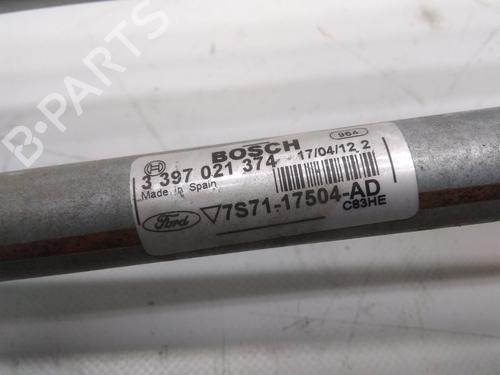 964
BOSCH
3 397 021 374 17/04/12 2
Made in Spain
Ford 7S71-17504-AD
C83HE
B-Parts